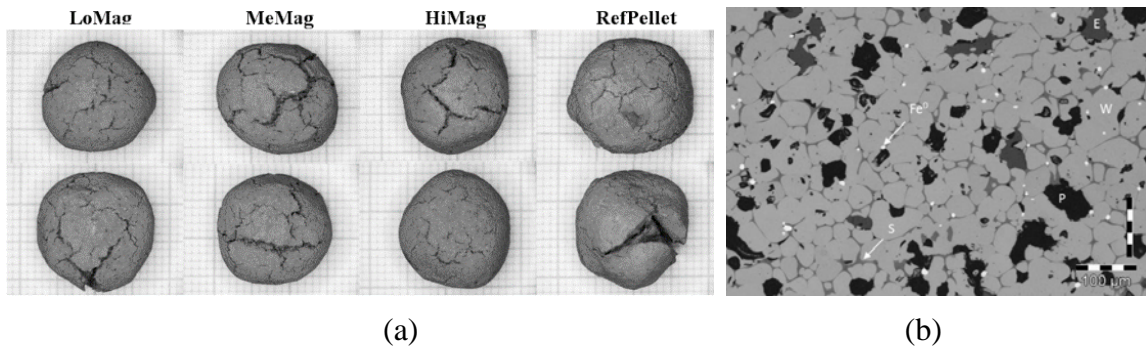 LoMag MeMag HiMag RefPellet
E
Fe⁰
W
P
S
100 µm
(a) (b)